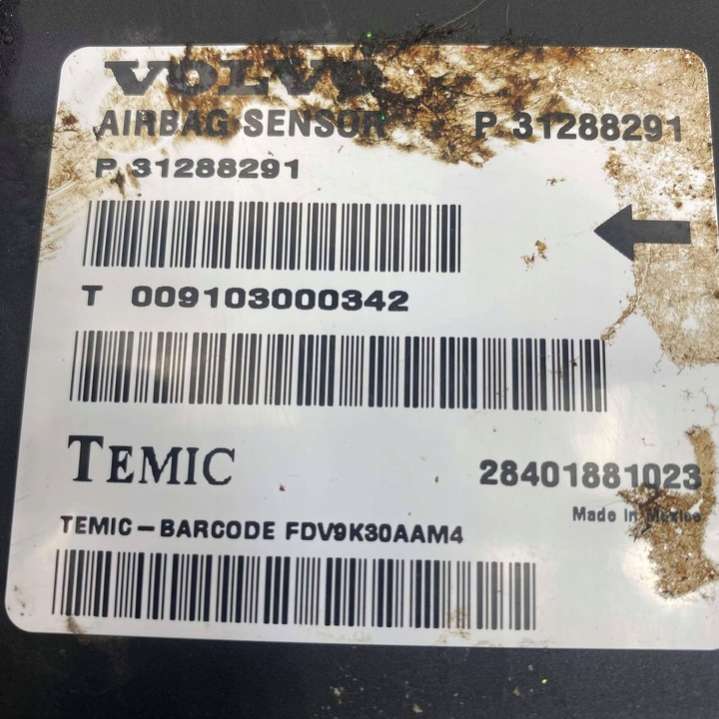 VOLVO
AIRBAG SENSOR P 31288291
P 31288291
T 009103000342
TEMIC 28401881023
Made In Mexico
TEMIC-BARCODE FDV9K30AAM4